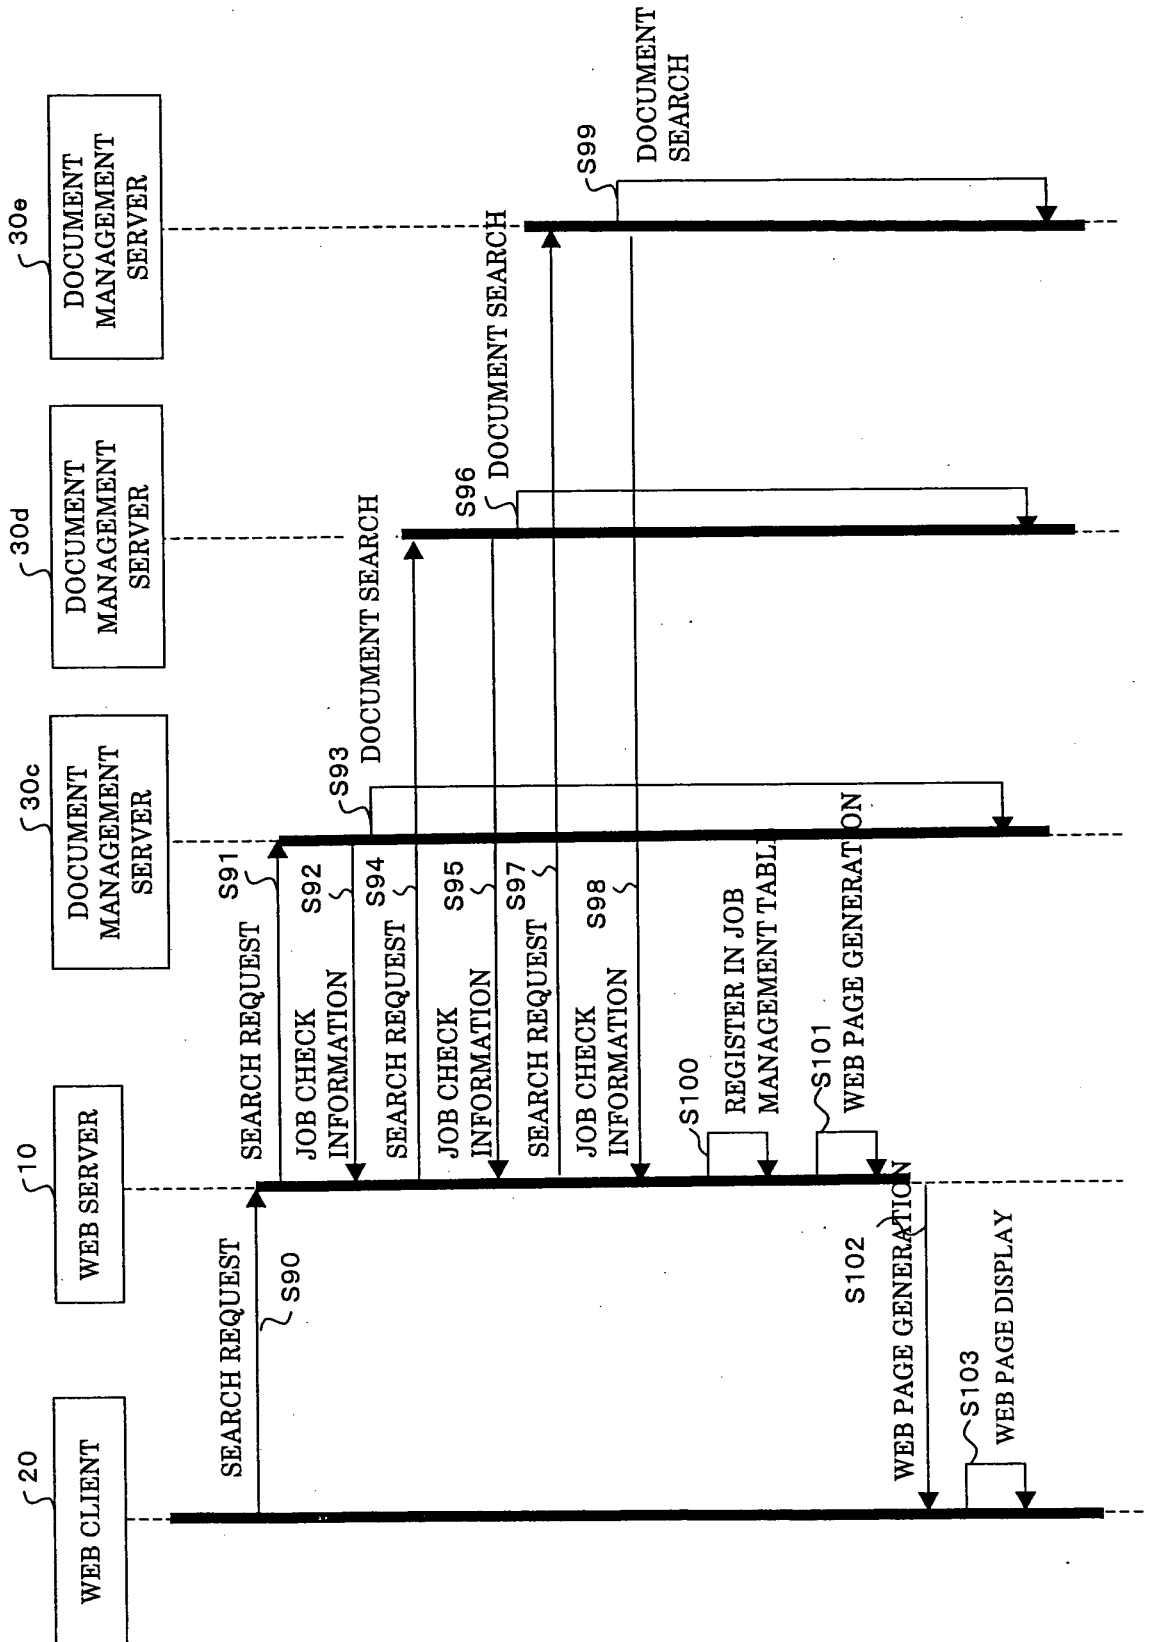 20
WEB CLIENT
10
WEB SERVER
30c
DOCUMENT
MANAGEMENT
SERVER
30d
DOCUMENT
MANAGEMENT
SERVER
30e
DOCUMENT
MANAGEMENT
SERVER
SEARCH REQUEST
S90
SEARCH REQUEST
S91
JOB CHECK
INFORMATION
S92
S93
DOCUMENT SEARCH
SEARCH REQUEST
S94
JOB CHECK
INFORMATION
S95
S96
DOCUMENT SEARCH
SEARCH REQUEST
S97
JOB CHECK
INFORMATION
S98
S99
DOCUMENT
SEARCH
S100
REGISTER IN JOB
MANAGEMENT TABL
S101
WEB PAGE GENERATION
S102
WEB PAGE GENERATION
S103
WEB PAGE DISPLAY